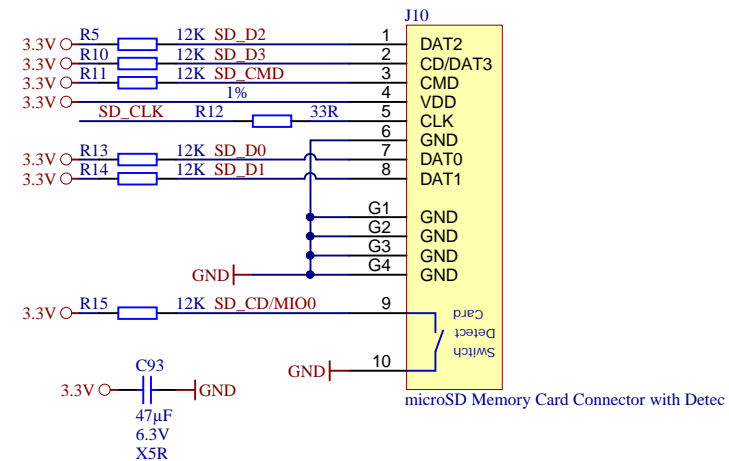 J10
3.3V R5 12K SD_D2 1 DAT2
3.3V R10 12K SD_D3 2 CD/DAT3
3.3V R11 12K SD_CMD 3 CMD
3.3V 1% 4 VDD
SD_CLK R12 33R 5 CLK
6 GND
3.3V R13 12K SD_D0 7 DAT0
3.3V R14 12K SD_D1 8 DAT1
G1 GND
G2 GND
G3 GND
GND G4 GND
3.3V R15 12K SD_CD/MIO0 9
Card
Detect
Switch
GND 10
microSD Memory Card Connector with Detec
C93
3.3V GND
47µF
6.3V
X5R